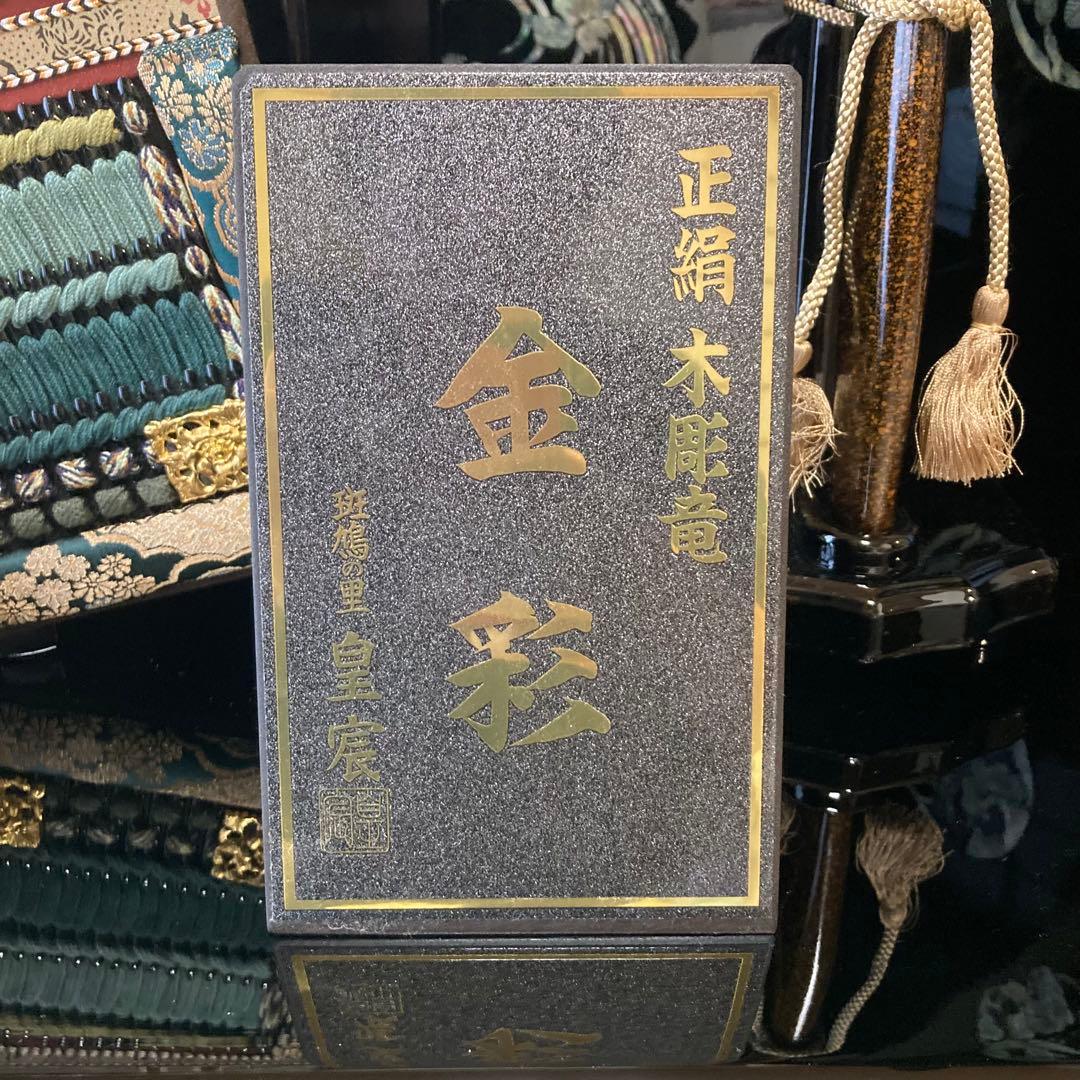 正絹 木彫竜
金彩
斑鳩の里 皇宸